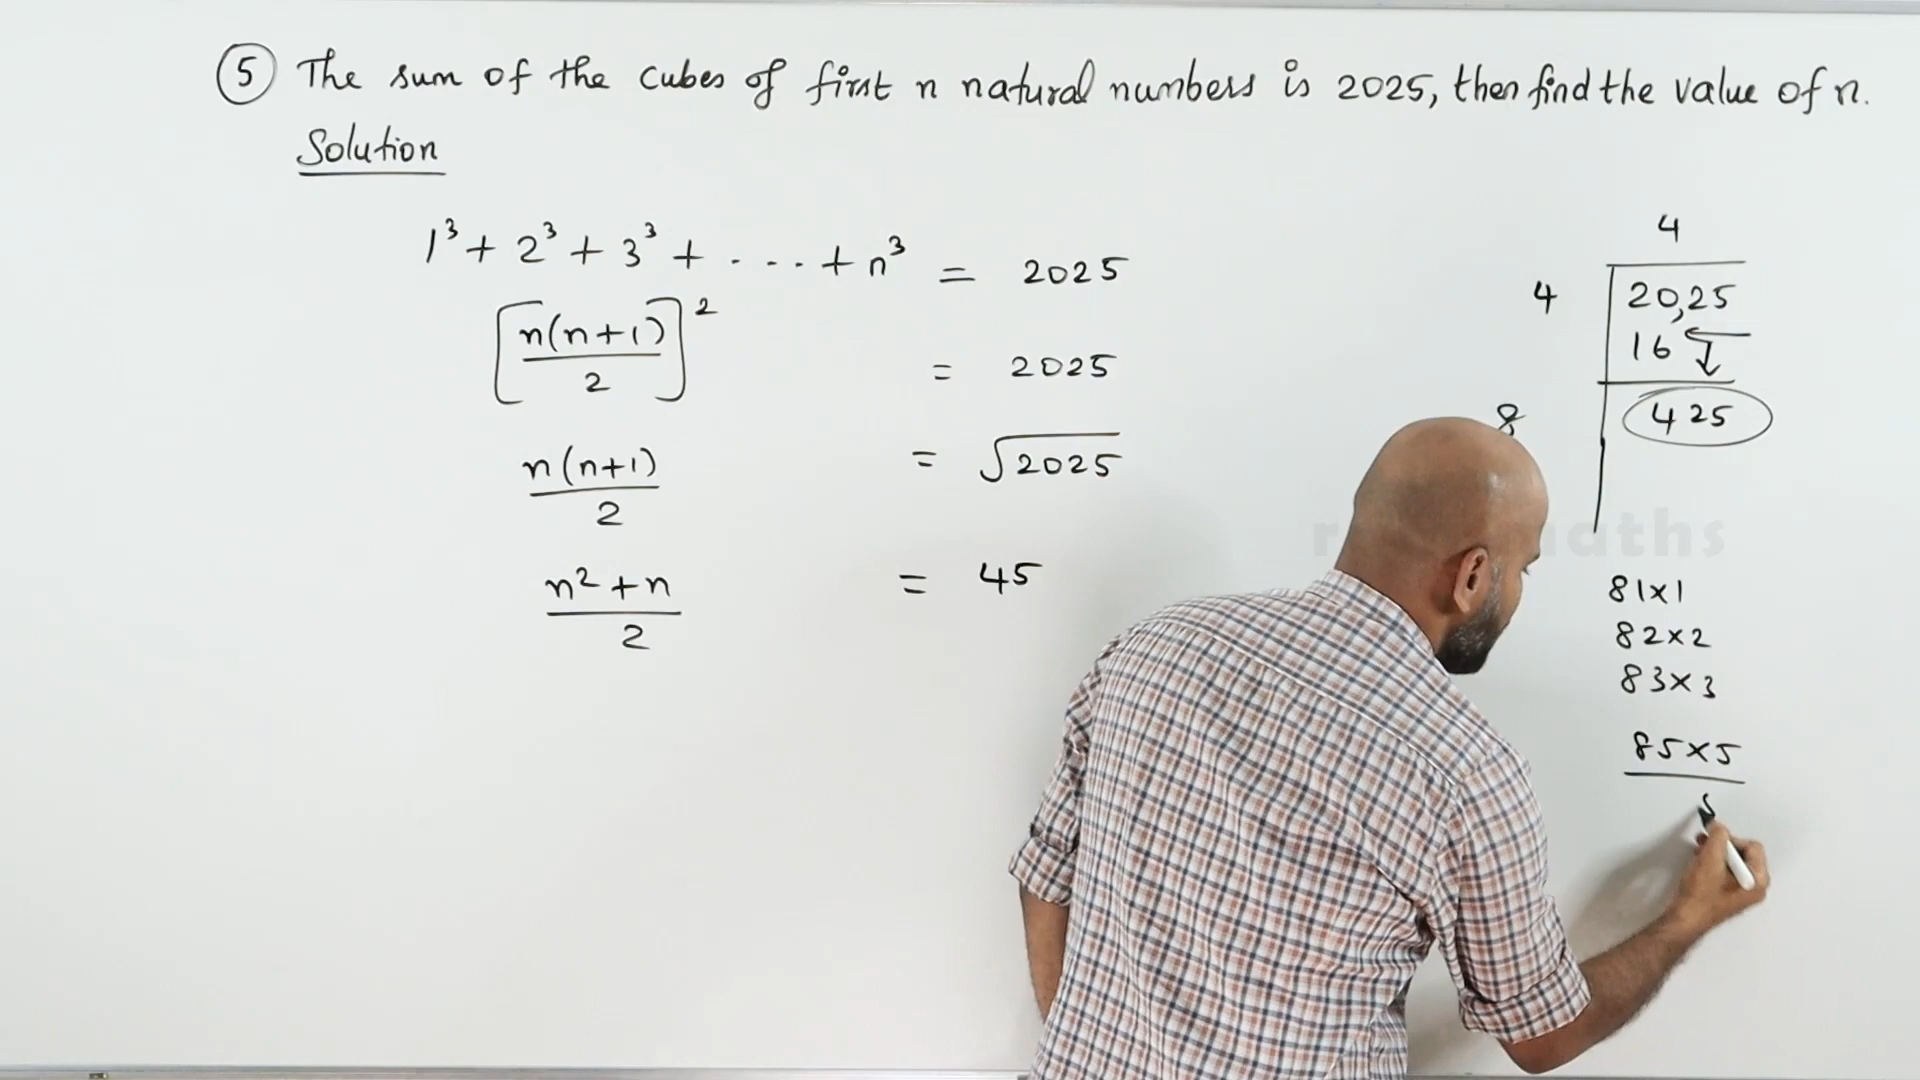 5 The sum of the cubes of first n natural numbers is 2025, then find the value of n.
Solution
1³ + 2³ + 3³ + . . . . + n³ = 2025
[n(n+1)/2]² = 2025
n(n+1)/2 = √2025
n² + n/2 = 45
4
4 20,25
16
8 425
81×1
82×2
83×3
85×5